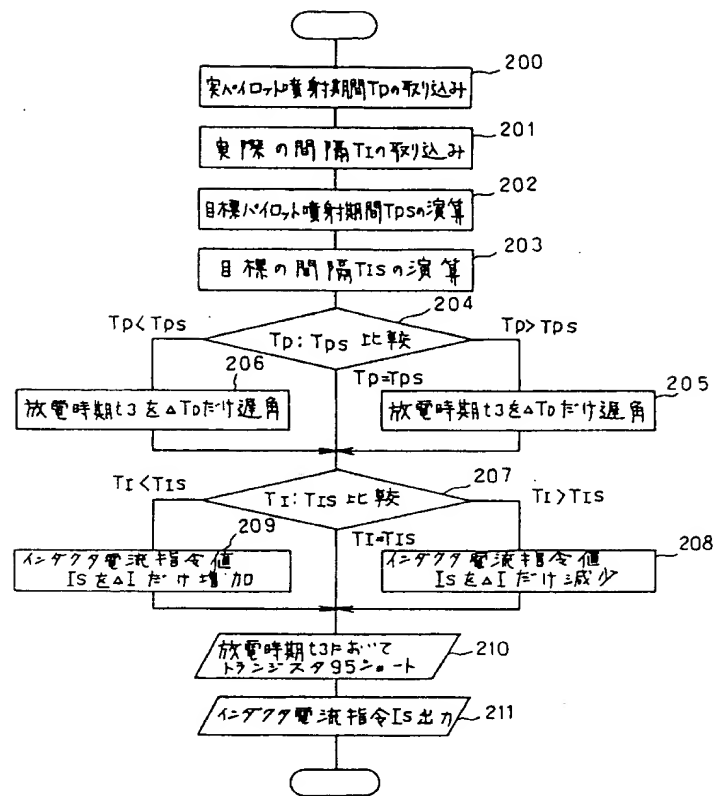 200
実パイロット噴射期間TPの取り込み
201
実際の間隔TIの取り込み
202
目標パイロット噴射期間TPSの演算
203
目標の間隔TISの演算
204
TP<TPS
TP:TPS 比較
TP>TPS
206
TP=TPS
205
放電時期t3を△TPだけ遅角
放電時期t3を△TPだけ遅角
207
TI<TIS
TI:TIS 比較
TI>TIS
209
TI=TIS
208
インダクタ電流指令値
ISを△Iだけ増加
インダクタ電流指令値
ISを△Iだけ減少
放電時期t3において
トランジスタ95ショート
210
インダクタ電流指令IS出力
211